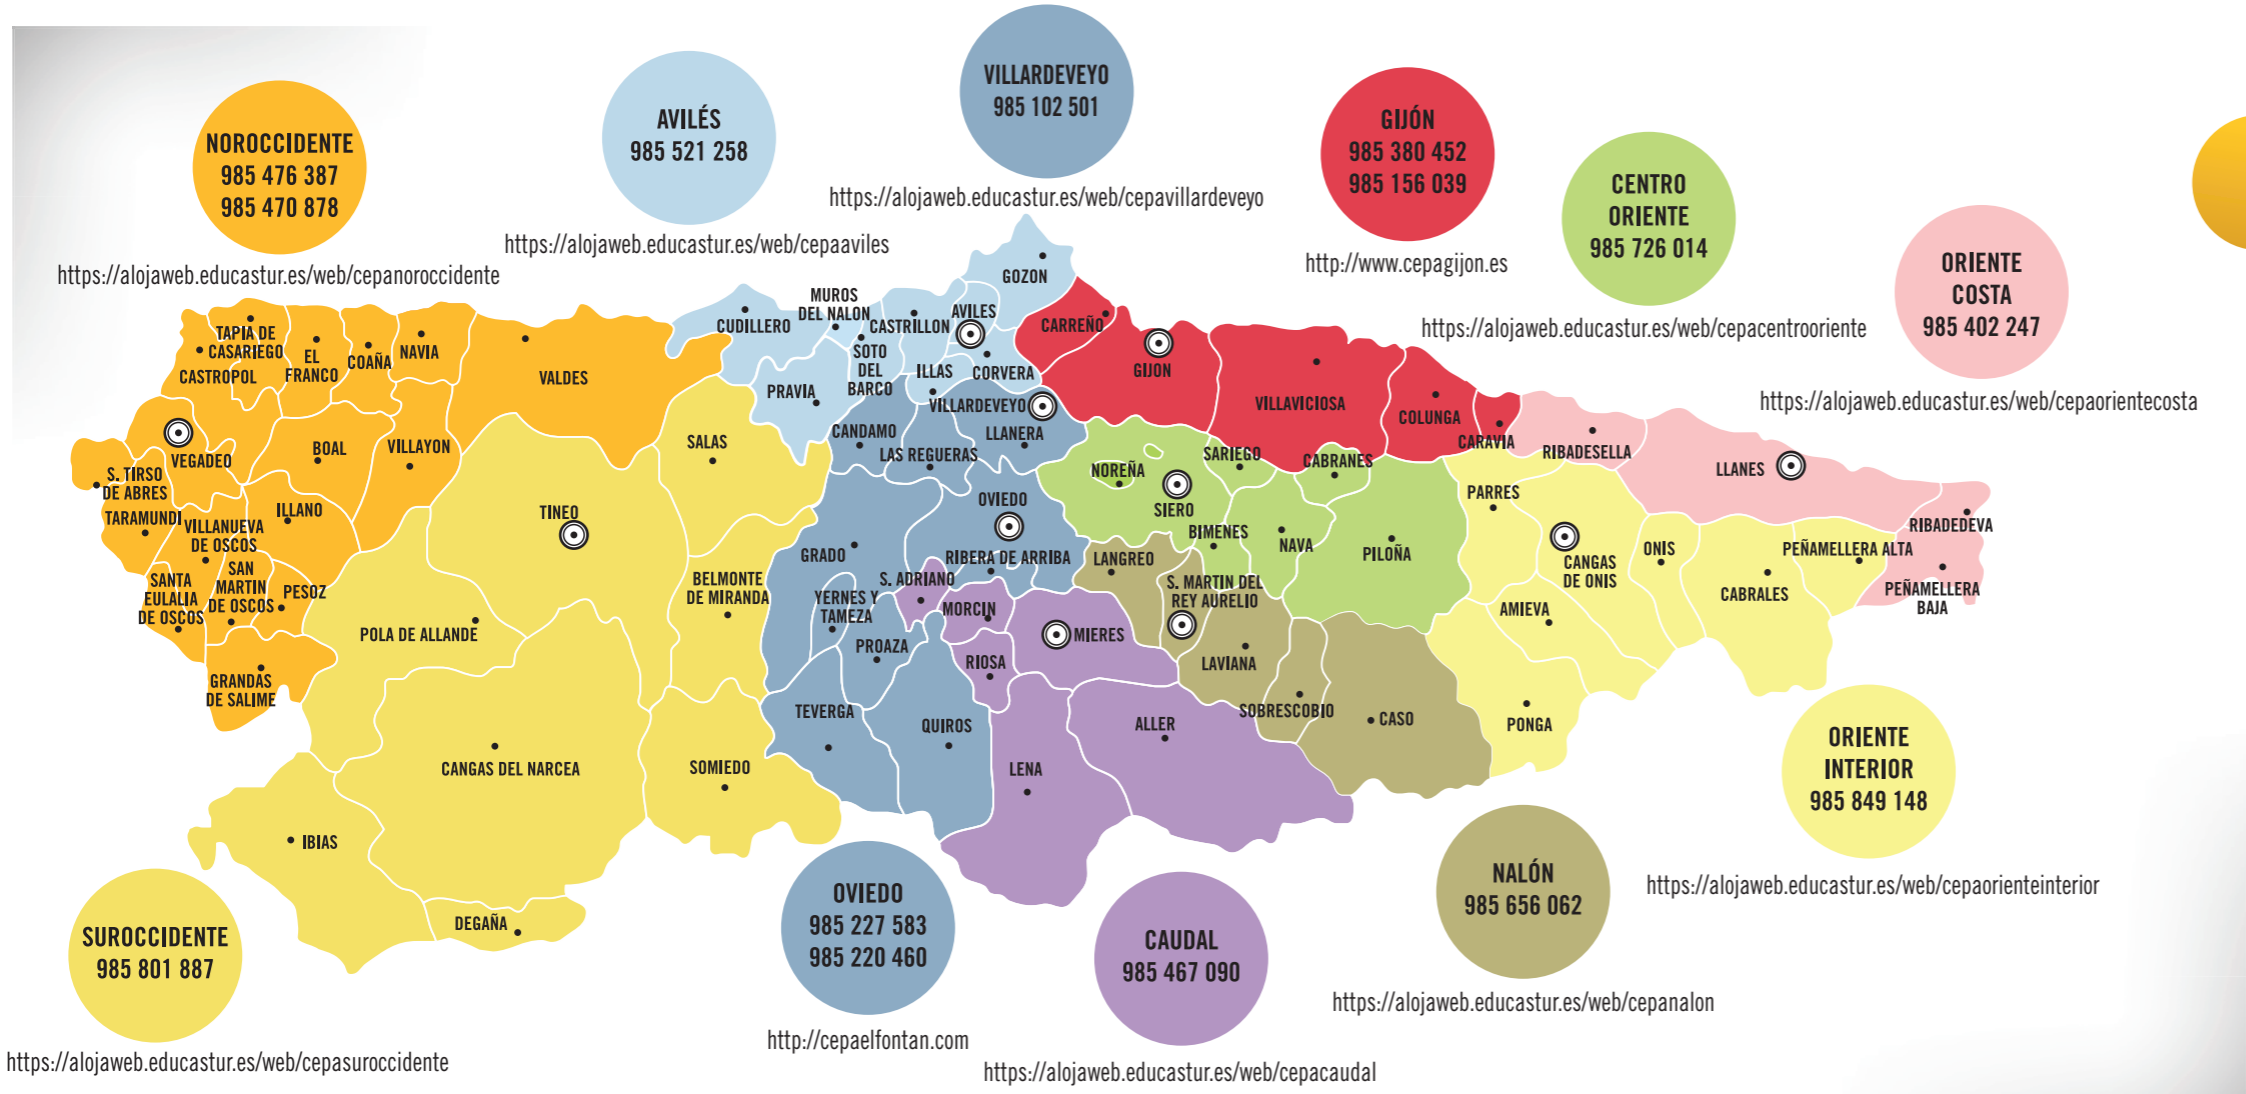 VILLARDEVEYO
985 102 501
https://alojaweb.educastur.es/web/cepavillardeveyo
AVILÉS
985 521 258
https://alojaweb.educastur.es/web/cepaaviles
NOROCCIDENTE
985 476 387
985 470 878
https://alojaweb.educastur.es/web/cepanoroccidente
GIJÓN
985 380 452
985 156 039
http://www.cepagijon.es
CENTRO
ORIENTE
985 726 014
https://alojaweb.educastur.es/web/cepacentrooriente
ORIENTE
COSTA
985 402 247
https://alojaweb.educastur.es/web/cepaorientecosta
TAPIA DE
CASARIEGO
CASTROPOL
EL
FRANCO
COAÑA
NAVIA
VALDES
VEGADEO
BOAL
VILLAYON
S. TIRSO
DE ABRES
TARAMUNDI
VILLANUEVA
DE OSCOS
ILLANO
SANTA
EULALIA
DE OSCOS
SAN
MARTIN
DE OSCOS
PESOZ
GRANDAS
DE SALIME
CUDILLERO
MUROS
DEL NALON
SOTO
DEL
BARCO
CASTRILLON
AVILES
GOZON
PRAVIA
ILLAS
CORVERA
CARREÑO
GIJON
VILLAVICIOSA
COLUNGA
CARAVIA
VILLARDEVEYO
LLANERA
CANDAMO
LAS REGUERAS
OVIEDO
RIBERA DE ARRIBA
GRADO
YERNES Y
TAMEZA
PROAZA
TEVERGA
QUIROS
SALAS
TINEO
BELMONTE
DE MIRANDA
POLA DE ALLANDE
CANGAS DEL NARCEA
SOMIEDO
IBIAS
DEGAÑA
S. ADRIANO
MORCIN
RIOSA
MIERES
LENA
ALLER
NOREÑA
SIERO
SARIEGO
CABRANES
BIMENES
NAVA
PILOÑA
LANGREO
S. MARTIN DEL
REY AURELIO
LAVIANA
SOBRESCOBIO
CASO
RIBADESELLA
LLANES
RIBADEDEVA
PEÑAMELLERA
BAJA
PARRES
CANGAS
DE ONIS
ONIS
CABRALES
PEÑAMELLERA ALTA
AMIEVA
PONGA
ORIENTE
INTERIOR
985 849 148
https://alojaweb.educastur.es/web/cepaorienteinterior
NALÓN
985 656 062
https://alojaweb.educastur.es/web/cepanalon
CAUDAL
985 467 090
https://alojaweb.educastur.es/web/cepacaudal
OVIEDO
985 227 583
985 220 460
http://cepaelfontan.com
SUROCCIDENTE
985 801 887
https://alojaweb.educastur.es/web/cepasuroccidente